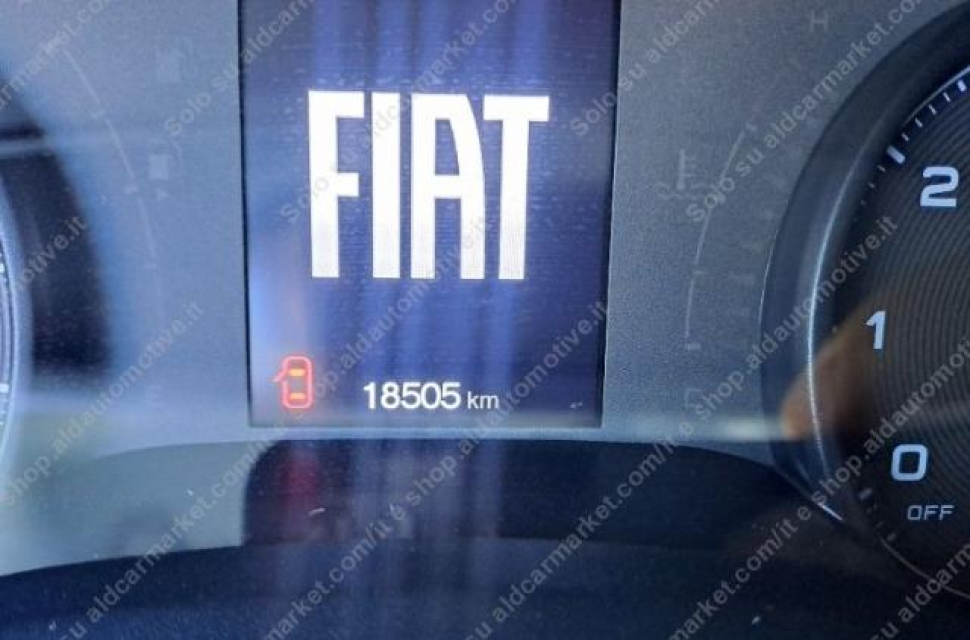 FIAT
18505 km
2
1
0
OFF
H
Solo su aldcarmarket.com/it e shop.aldautomotive.it